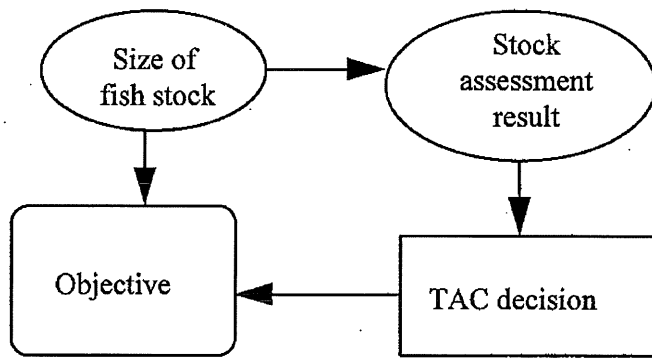 Size of
fish stock
Stock
assessment
result
Objective
TAC decision